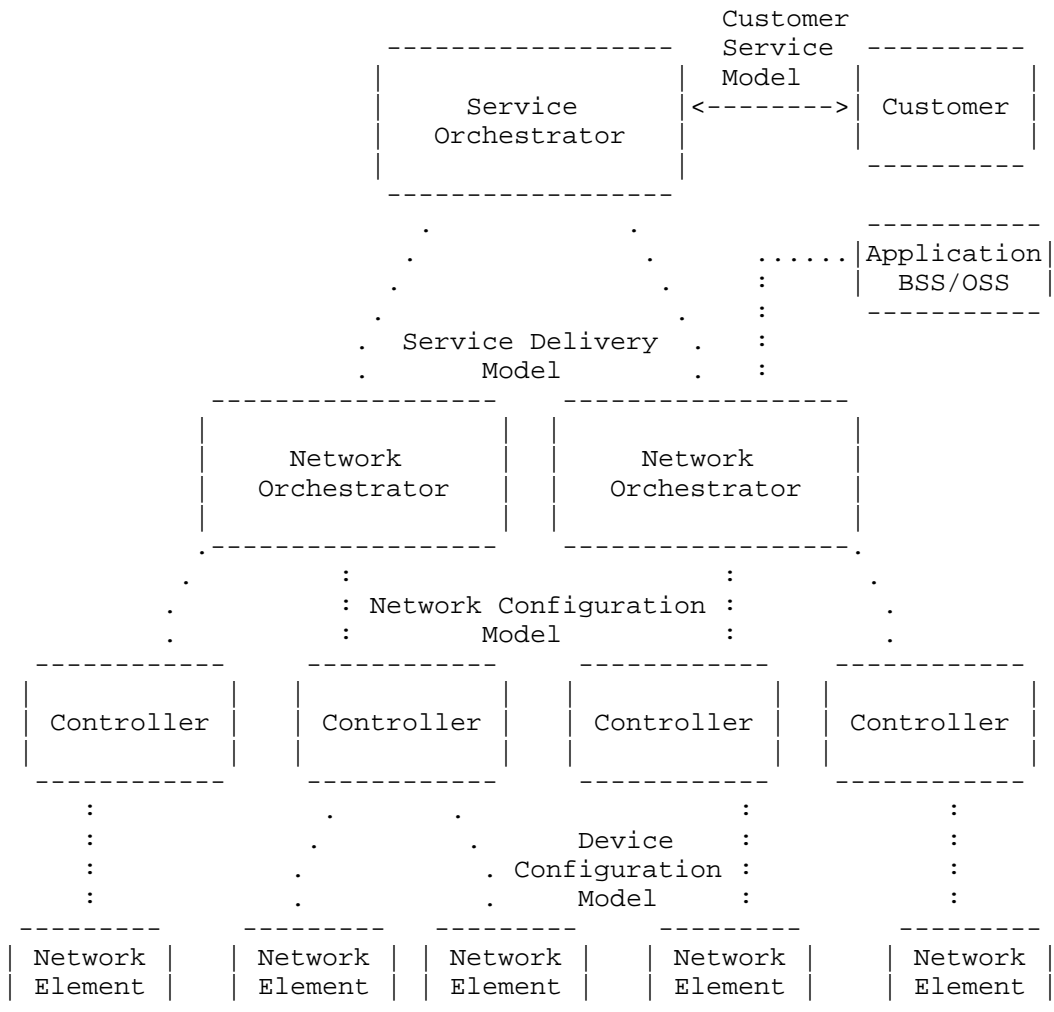 Customer
Service
Model
Service
Orchestrator
<-------->
Customer
Application
BSS/OSS
Service Delivery
Model
Network
Orchestrator
Network
Orchestrator
Network Configuration
Model
Controller
Controller
Controller
Controller
Device
Configuration
Model
Network
Element
Network
Element
Network
Element
Network
Element
Network
Element